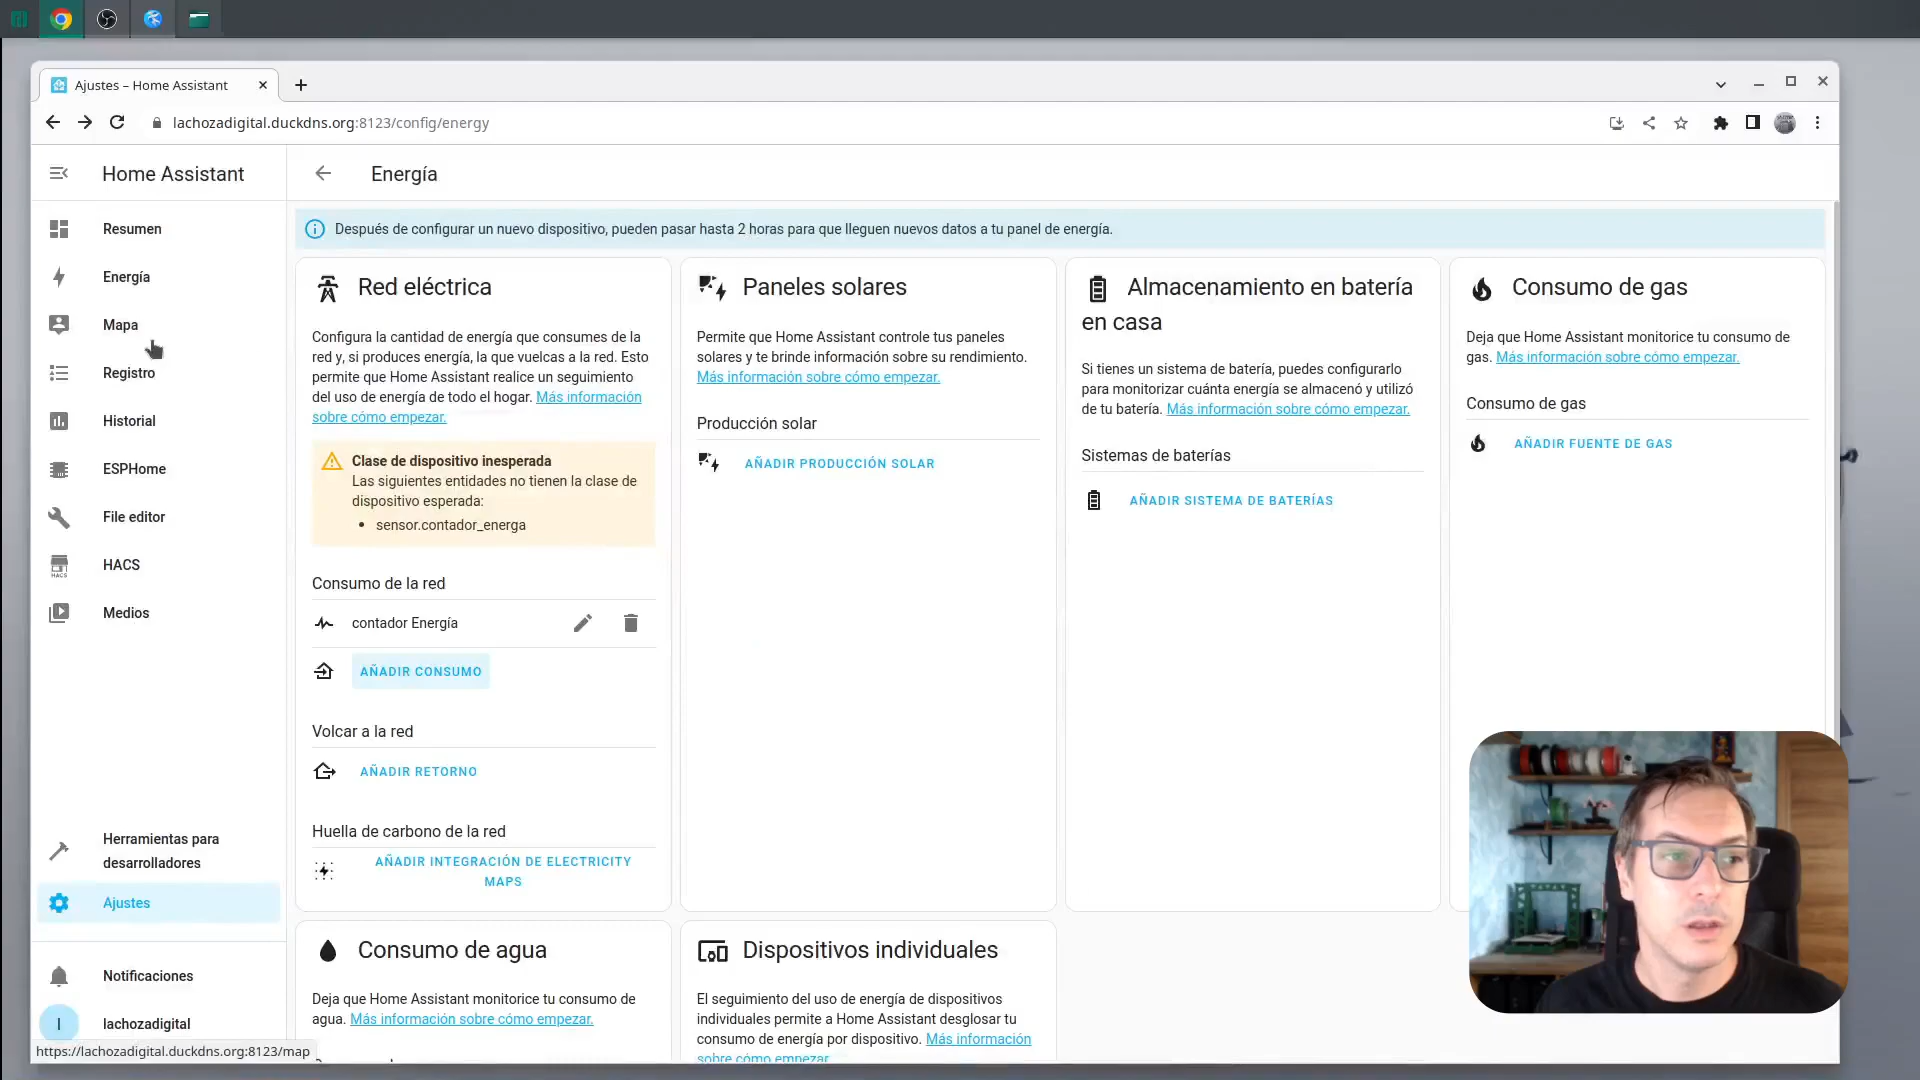 Ajustes – Home Assistant
lachozadigital.duckdns.org:8123/config/energy
Home Assistant
Energía
Resumen
Energía
Mapa
Registro
Historial
ESPHome
File editor
HACS
HACS
Medios
Herramientas para
desarrolladores
Ajustes
Notificaciones
l
lachozadigital
https://lachozadigital.duckdns.org:8123/map
Después de configurar un nuevo dispositivo, pueden pasar hasta 2 horas para que lleguen nuevos datos a tu panel de energía.
Red eléctrica
Configura la cantidad de energía que consumes de la
red y, si produces energía, la que vuelcas a la red. Esto
permite que Home Assistant realice un seguimiento
del uso de energía de todo el hogar. Más información
sobre cómo empezar.
Clase de dispositivo inesperada
Las siguientes entidades no tienen la clase de
dispositivo esperada:
• sensor.contador_energa
Consumo de la red
contador Energía
AÑADIR CONSUMO
Volcar a la red
AÑADIR RETORNO
Huella de carbono de la red
AÑADIR INTEGRACIÓN DE ELECTRICITY
MAPS
Paneles solares
Permite que Home Assistant controle tus paneles
solares y te brinde información sobre su rendimiento.
Más información sobre cómo empezar.
Producción solar
AÑADIR PRODUCCIÓN SOLAR
Almacenamiento en batería
en casa
Si tienes un sistema de batería, puedes configurarlo
para monitorizar cuánta energía se almacenó y utilizó
de tu batería. Más información sobre cómo empezar.
Sistemas de baterías
AÑADIR SISTEMA DE BATERÍAS
Consumo de gas
Deja que Home Assistant monitorice tu consumo de
gas. Más información sobre cómo empezar.
Consumo de gas
AÑADIR FUENTE DE GAS
Consumo de agua
Deja que Home Assistant monitorice tu consumo de
agua. Más información sobre cómo empezar.
Dispositivos individuales
El seguimiento del uso de energía de dispositivos
individuales permite a Home Assistant desglosar tu
consumo de energía por dispositivo. Más información
sobre cómo empezar.